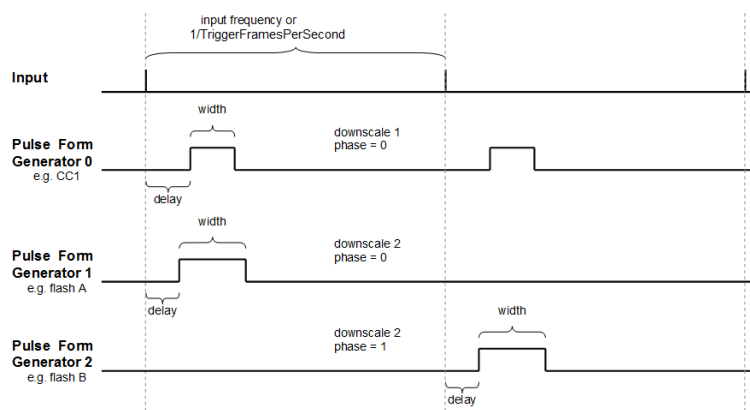 input frequency or
1/TriggerFramesPerSecond
Input
width
Pulse Form
Generator 0
e.g. CC1
downscale 1
phase = 0
delay
width
Pulse Form
Generator 1
e.g. flash A
downscale 2
phase = 0
delay
width
Pulse Form
Generator 2
e.g. flash B
downscale 2
phase = 1
delay